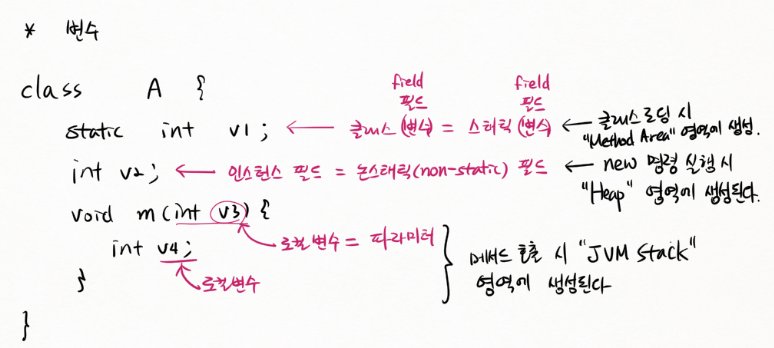 * 변수
class A {
field field
필드 필드
static int v1; ← 클래스 (변수) = 스태틱 (변수) ← 클래스 로딩 시
"Method Area" 영역에 생성.
int v2; ← 인스턴스 필드 = 논스태틱(non-static) 필드 ← new 명령 실행 시
"Heap" 영역에 생성된다.
void m(int v3) {
로컬변수 = 파라미터
int v4; 메서드 호출 시 "JVM Stack"
} 로컬변수 영역에 생성된다
}